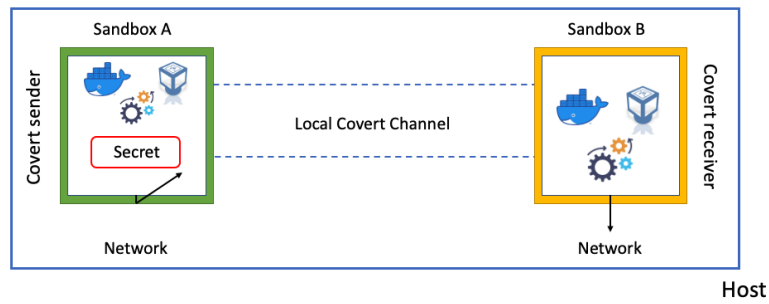 Sandbox A
Sandbox B
Covert sender
Secret
Local Covert Channel
Covert receiver
Network
Network
Host